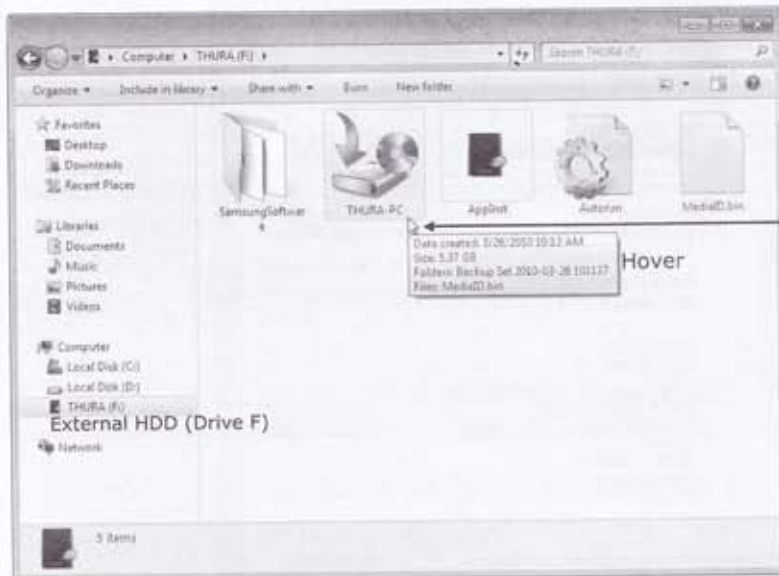 Computer ▸ THURA (F:) ▸
Search THURA (F:)
Organize ▾ Include in library ▾ Share with ▾ Burn New folder
Favorites
Desktop
Downloads
Recent Places
Libraries
Documents
Music
Pictures
Videos
Computer
Local Disk (C:)
Local Disk (D:)
THURA (F:)
External HDD (Drive F)
Network
SamsungSoftwar
e
THURA-PC
AppInst
Autorun
MediaID.bin
Date created: 3/26/2010 10:12 AM
Size: 5.37 GB
Folders: Backup Set 2010-03-26 101137
Files: MediaID.bin
Hover
5 items